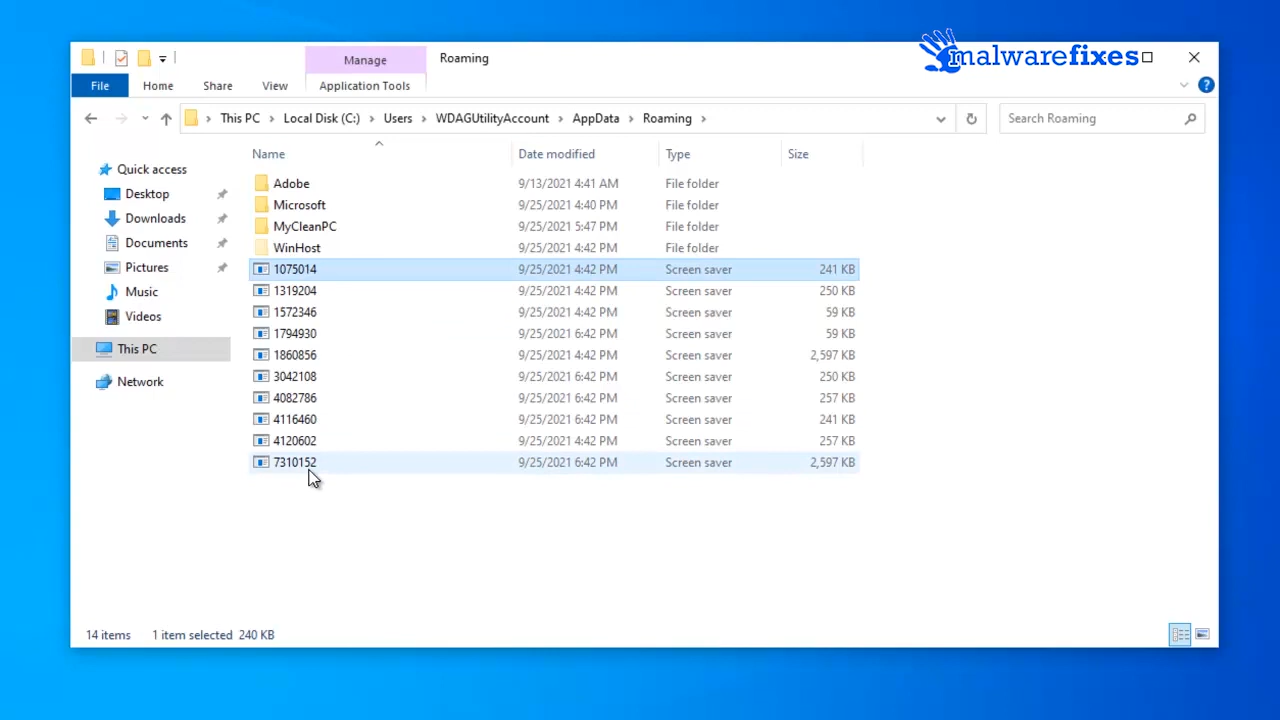 Manage
Roaming
malwarefixes
File
Home
Share
View
Application Tools
This PC > Local Disk (C:) > Users > WDAGUtilityAccount > AppData > Roaming >
Search Roaming
Name
Date modified
Type
Size
Quick access
Desktop
Downloads
Documents
Pictures
Music
Videos
This PC
Network
Adobe 9/13/2021 4:41 AM File folder
Microsoft 9/25/2021 4:40 PM File folder
MyCleanPC 9/25/2021 5:47 PM File folder
WinHost 9/25/2021 4:42 PM File folder
1075014 9/25/2021 4:42 PM Screen saver 241 KB
1319204 9/25/2021 4:42 PM Screen saver 250 KB
1572346 9/25/2021 4:42 PM Screen saver 59 KB
1794930 9/25/2021 6:42 PM Screen saver 59 KB
1860856 9/25/2021 4:42 PM Screen saver 2,597 KB
3042108 9/25/2021 6:42 PM Screen saver 250 KB
4082786 9/25/2021 6:42 PM Screen saver 257 KB
4116460 9/25/2021 6:42 PM Screen saver 241 KB
4120602 9/25/2021 4:42 PM Screen saver 257 KB
7310152 9/25/2021 6:42 PM Screen saver 2,597 KB
14 items 1 item selected 240 KB